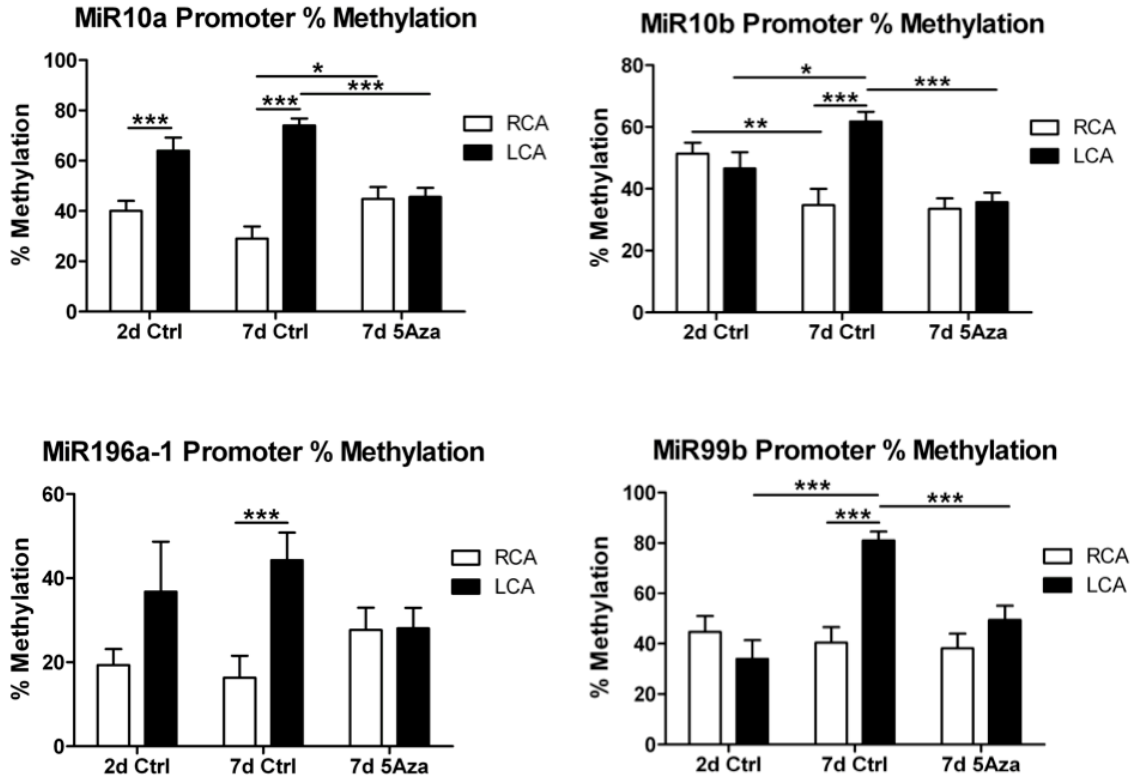 MiR10a Promoter % Methylation
% Methylation
100
80
60
40
20
0
***
*
***
***
2d Ctrl
7d Ctrl
7d 5Aza
RCA
LCA
MiR10b Promoter % Methylation
% Methylation
80
60
40
20
0
*
**
***
***
2d Ctrl
7d Ctrl
7d 5Aza
RCA
LCA
MiR196a-1 Promoter % Methylation
% Methylation
60
40
20
0
***
2d Ctrl
7d Ctrl
7d 5Aza
RCA
LCA
MiR99b Promoter % Methylation
% Methylation
100
80
60
40
20
0
***
***
***
2d Ctrl
7d Ctrl
7d 5Aza
RCA
LCA